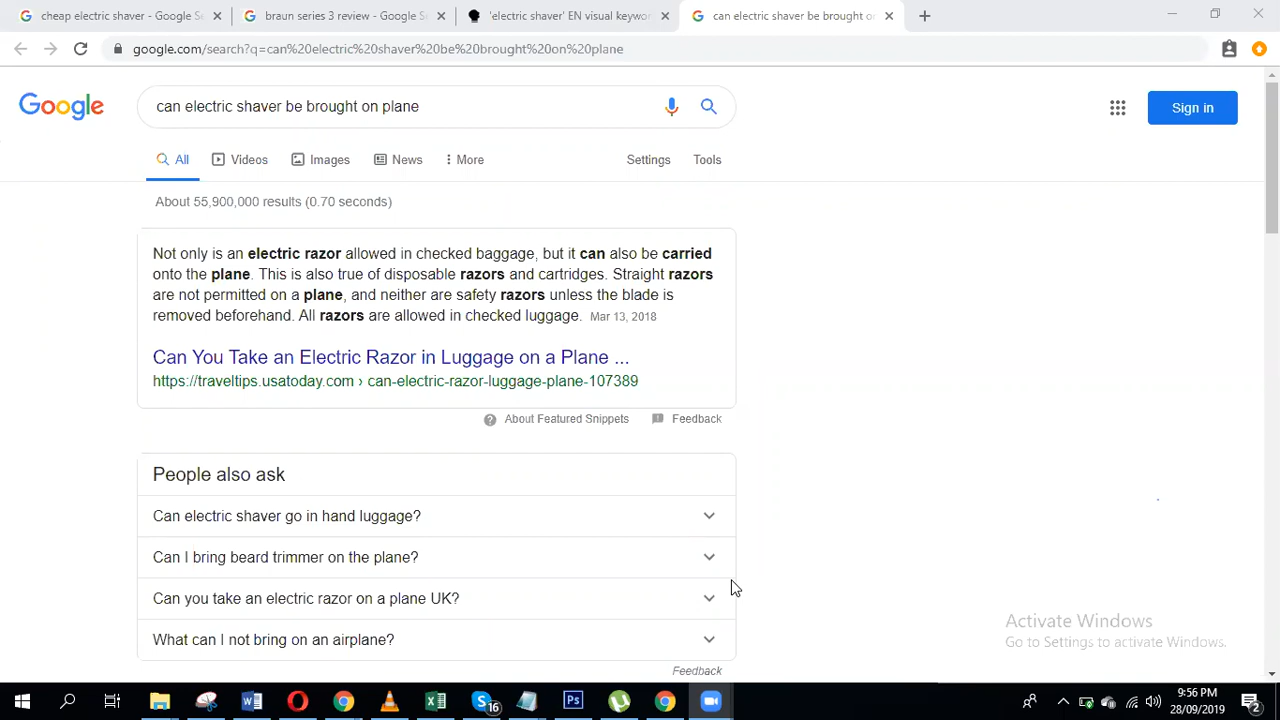 cheap electric shaver - Google Se
braun series 3 review - Google Se
'electric shaver' EN visual keywo
can electric shaver be brought o
google.com/search?q=can%20electric%20shaver%20be%20brought%20on%20plane
Google
can electric shaver be brought on plane
Sign in
All
Videos
Images
News
More
Settings
Tools
About 55,900,000 results (0.70 seconds)
Not only is an electric razor allowed in checked baggage, but it can also be carried
onto the plane. This is also true of disposable razors and cartridges. Straight razors
are not permitted on a plane, and neither are safety razors unless the blade is
removed beforehand. All razors are allowed in checked luggage. Mar 13, 2018
Can You Take an Electric Razor in Luggage on a Plane ...
https://traveltips.usatoday.com › can-electric-razor-luggage-plane-107389
About Featured Snippets
Feedback
People also ask
Can electric shaver go in hand luggage?
Can I bring beard trimmer on the plane?
Can you take an electric razor on a plane UK?
What can I not bring on an airplane?
Feedback
Activate Windows
Go to Settings to activate Windows.
16
9:56 PM
28/09/2019
2